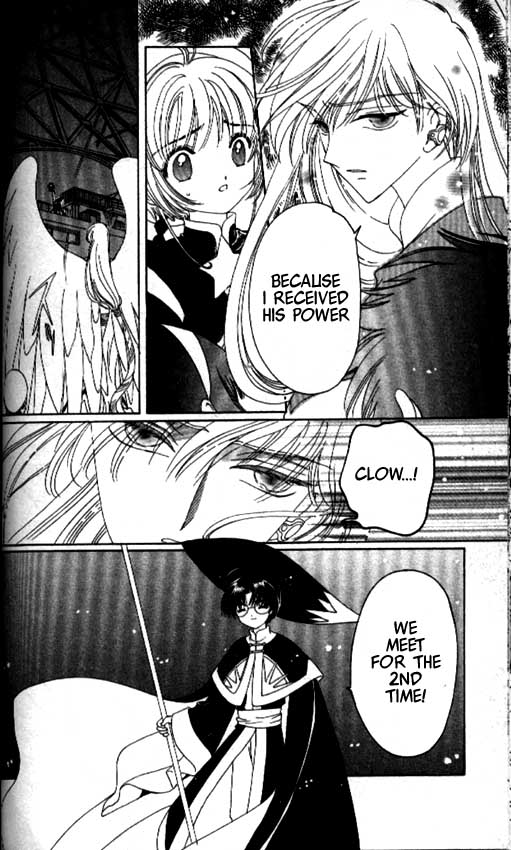 BECAUSE
I RECEIVED
HIS POWER
CLOW...!
WE
MEET
FOR THE
2ND
TIME!